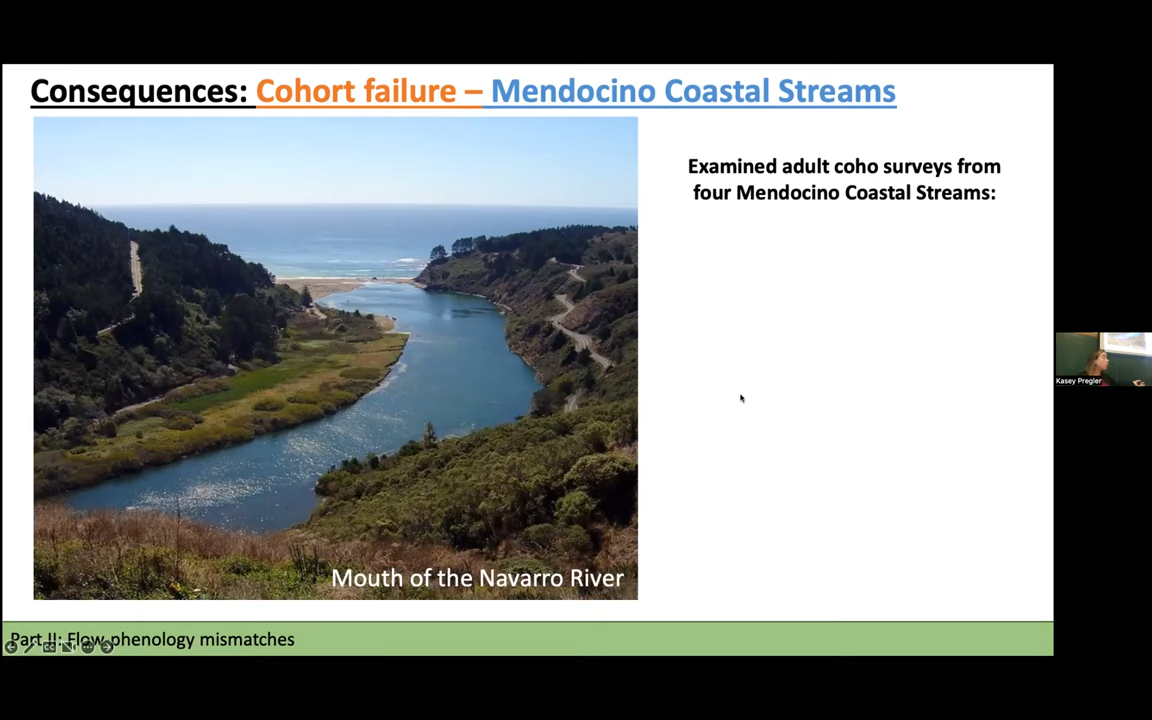 Consequences: Cohort failure – Mendocino Coastal Streams
Examined adult coho surveys from
four Mendocino Coastal Streams:
Mouth of the Navarro River
Kasey Pregler
Part II: Flow-phenology mismatches